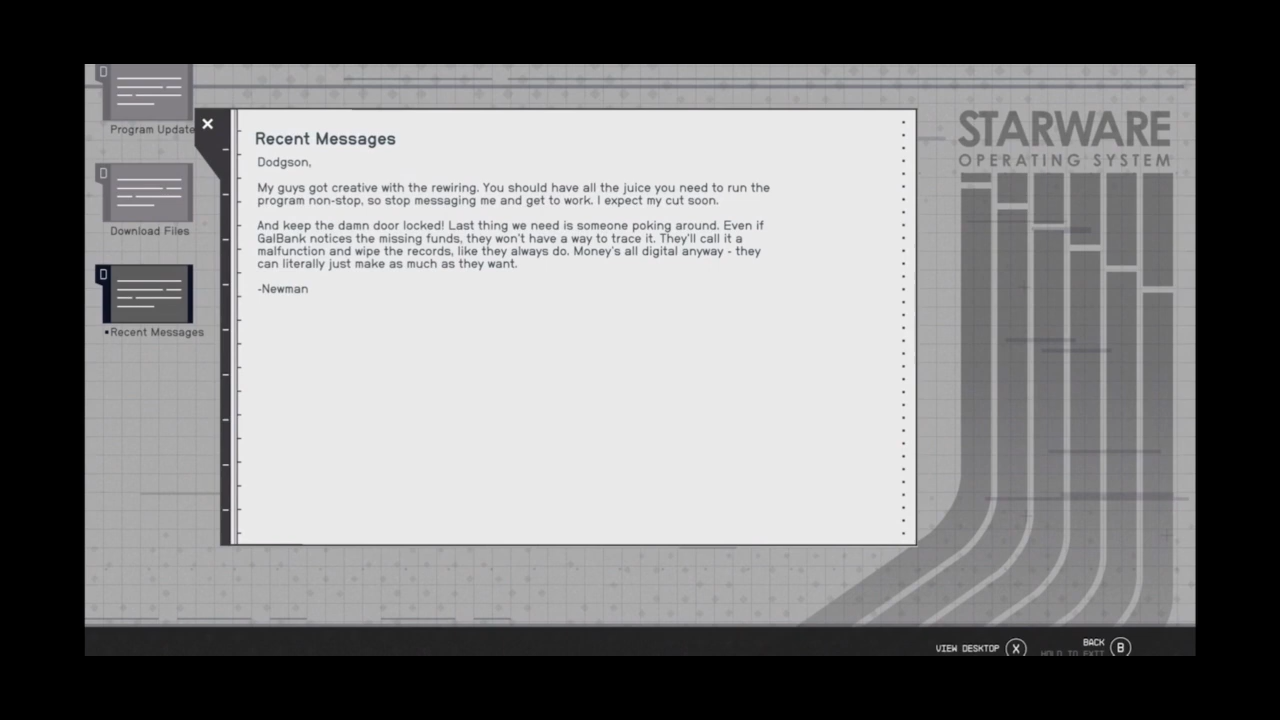 Program Update
Download Files
Recent Messages
Recent Messages
Dodgson,
My guys got creative with the rewiring. You should have all the juice you need to run the
program non-stop, so stop messaging me and get to work. I expect my cut soon.
And keep the damn door locked! Last thing we need is someone poking around. Even if
GalBank notices the missing funds, they won't have a way to trace it. They'll call it a
malfunction and wipe the records, like they always do. Money's all digital anyway - they
can literally just make as much as they want.
-Newman
STARWARE
OPERATING SYSTEM
VIEW DESKTOP X
BACK B
HOLD TO EXIT